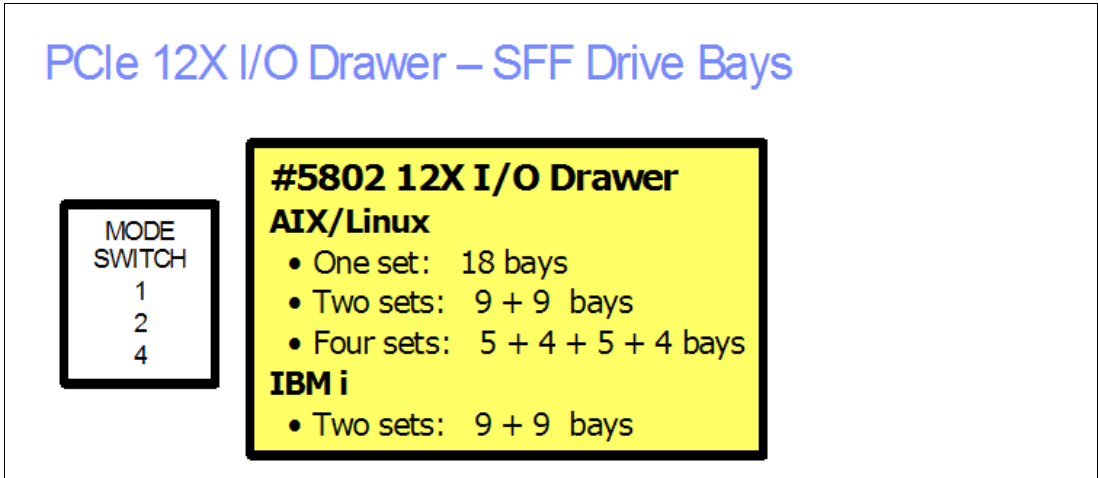 PCIe 12X I/O Drawer – SFF Drive Bays
MODE
SWITCH
1
2
4
#5802 12X I/O Drawer
AIX/Linux
• One set: 18 bays
• Two sets: 9 + 9 bays
• Four sets: 5 + 4 + 5 + 4 bays
IBM i
• Two sets: 9 + 9 bays